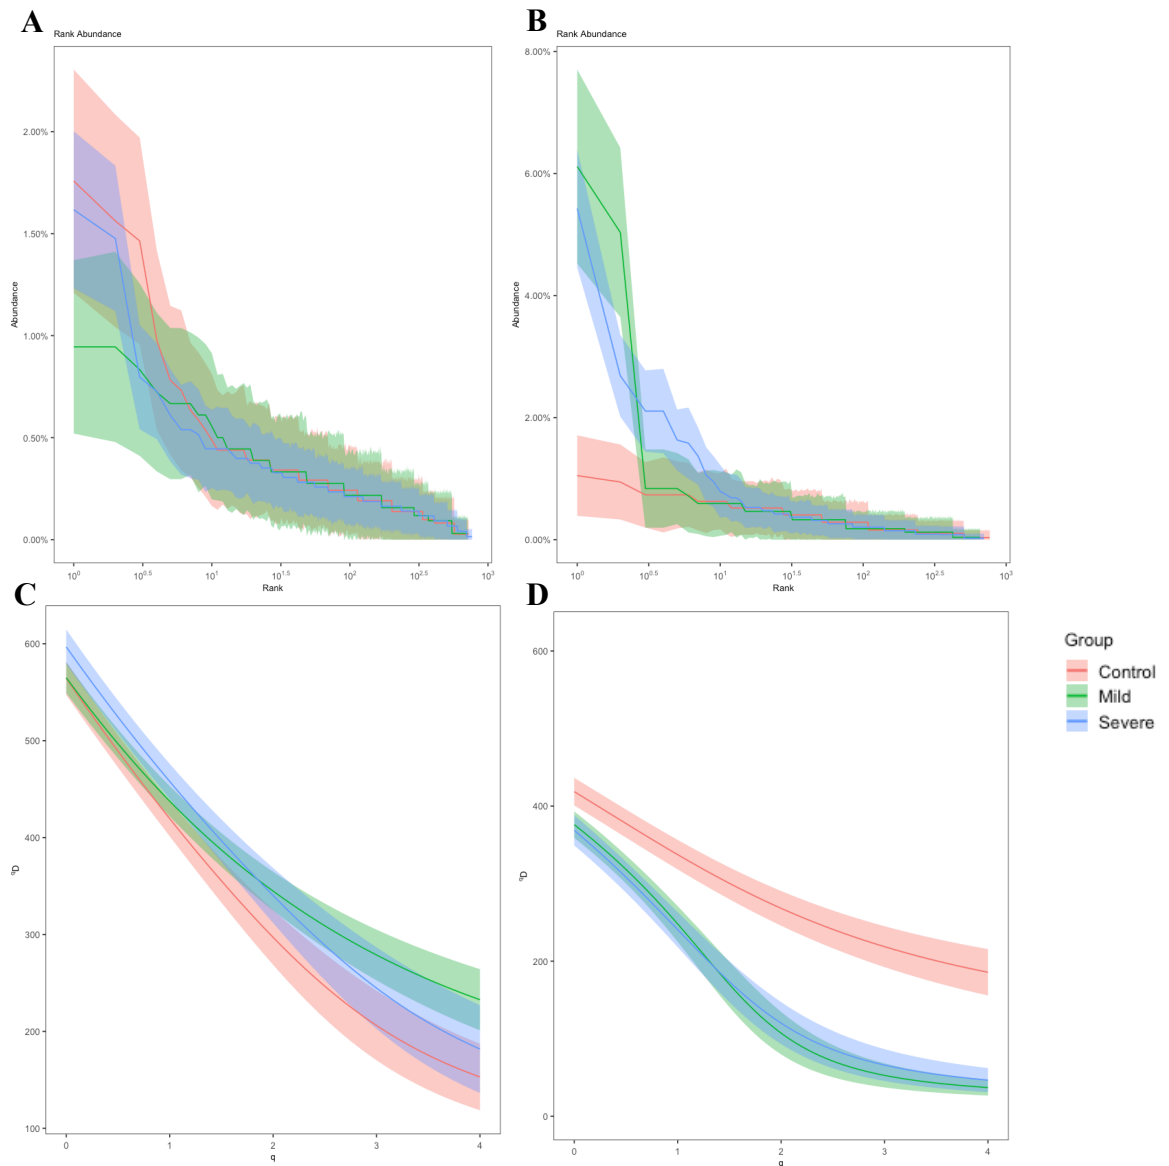 A
Rank Abundance
2.00%
1.50%
1.00%
0.50%
0.00%
Abundance
10^0
10^0.5
10^1
10^1.5
10^2
10^2.5
10^3
Rank
B
Rank Abundance
8.00%
6.00%
4.00%
2.00%
0.00%
Abundance
10^0
10^0.5
10^1
10^1.5
10^2
10^2.5
10^3
Rank
C
600
500
400
300
200
100
qD
0
1
2
3
4
q
D
600
400
200
0
qD
0
1
2
3
4
q
Group
Control
Mild
Severe